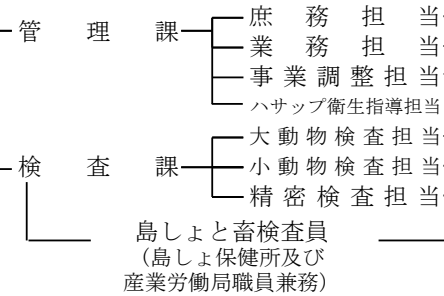 管理課
庶務担当
業務担当
事業調整担当
ハサップ衛生指導担当
検査課
大動物検査担当
小動物検査担当
精密検査担当
島しょと畜検査員
(島しょ保健所及び
産業労働局職員兼務)